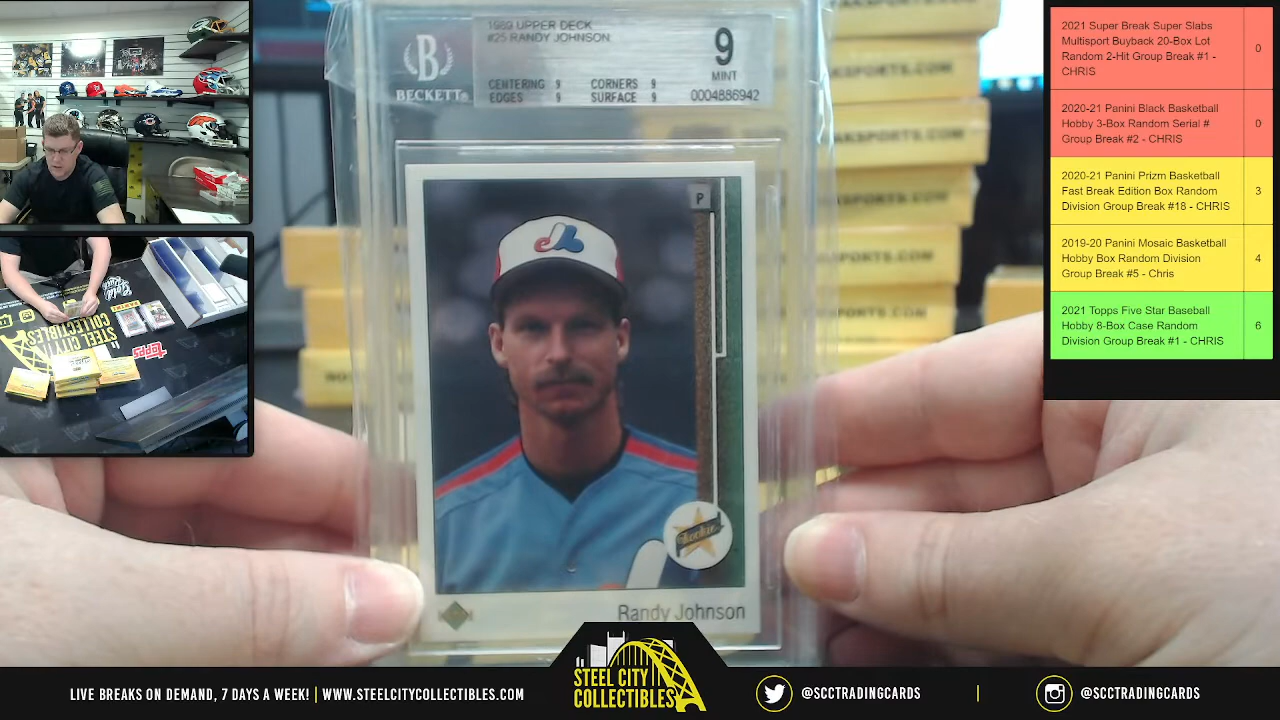 1989 UPPER DECK
#25 RANDY JOHNSON
B
BECKETT
CENTERING 9
CORNERS 9
EDGES 9
SURFACE 9
9
MINT
0004886942
P
Rookie
Randy Johnson
2021 Super Break Super Slabs
Multisport Buyback 20-Box Lot
Random 2-Hit Group Break #1 -
CHRIS
0
2020-21 Panini Black Basketball
Hobby 3-Box Random Serial #
Group Break #2 - CHRIS
0
2020-21 Panini Prizm Basketball
Fast Break Edition Box Random
Division Group Break #18 - CHRIS
3
2019-20 Panini Mosaic Basketball
Hobby Box Random Division
Group Break #5 - Chris
4
2021 Topps Five Star Baseball
Hobby 8-Box Case Random
Division Group Break #1 - CHRIS
6
STEEL CITY
COLLECTIBLES
topps
LIVE BREAKS ON DEMAND, 7 DAYS A WEEK! | WWW.STEELCITYCOLLECTIBLES.COM
STEEL CITY
COLLECTIBLES
@SCCTRADINGCARDS
@SCCTRADINGCARDS